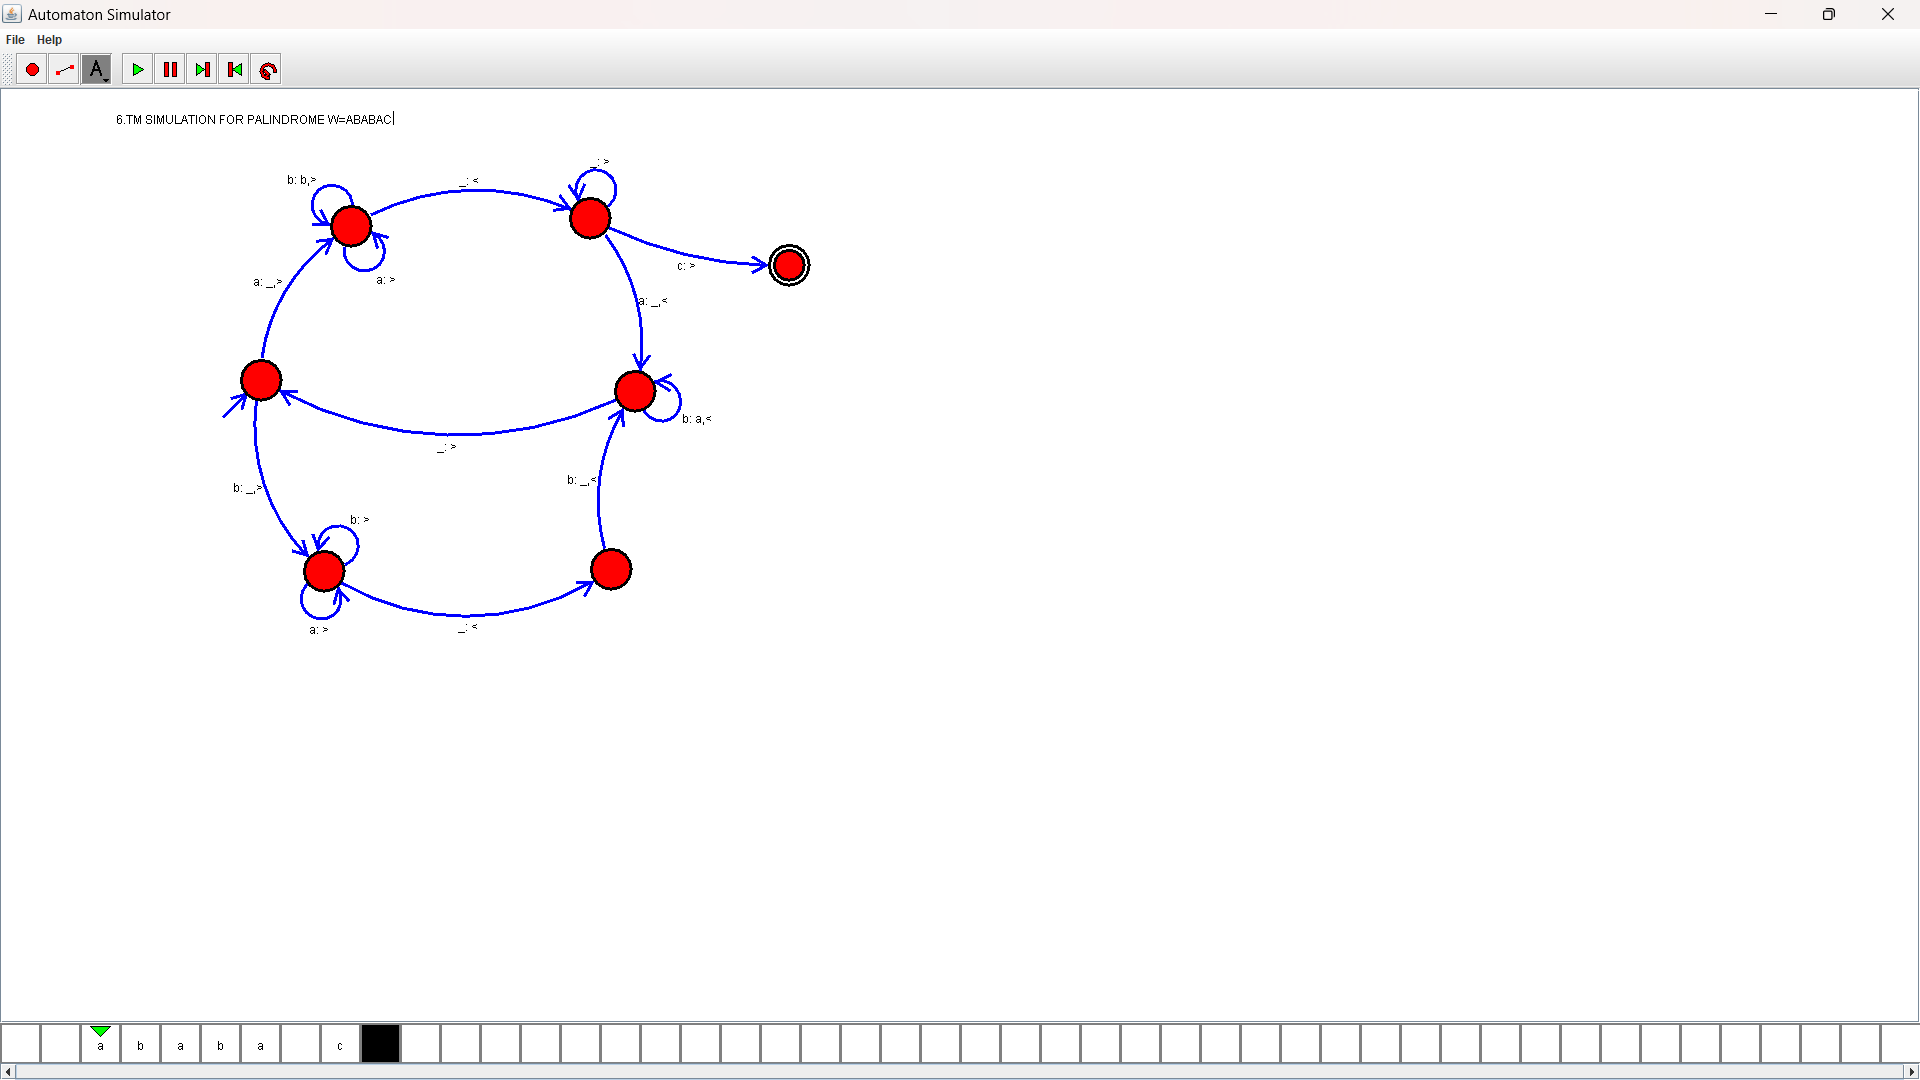 Automaton Simulator
File Help
A
6.TM SIMULATION FOR PALINDROME W=ABABAC
_: >
b: b,>
_: <
c: >
a: >
a: _,>
a: _,<
b: a,<
_: >
b: _,<
b: _,>
b: >
_: <
a: >
a b a b a c